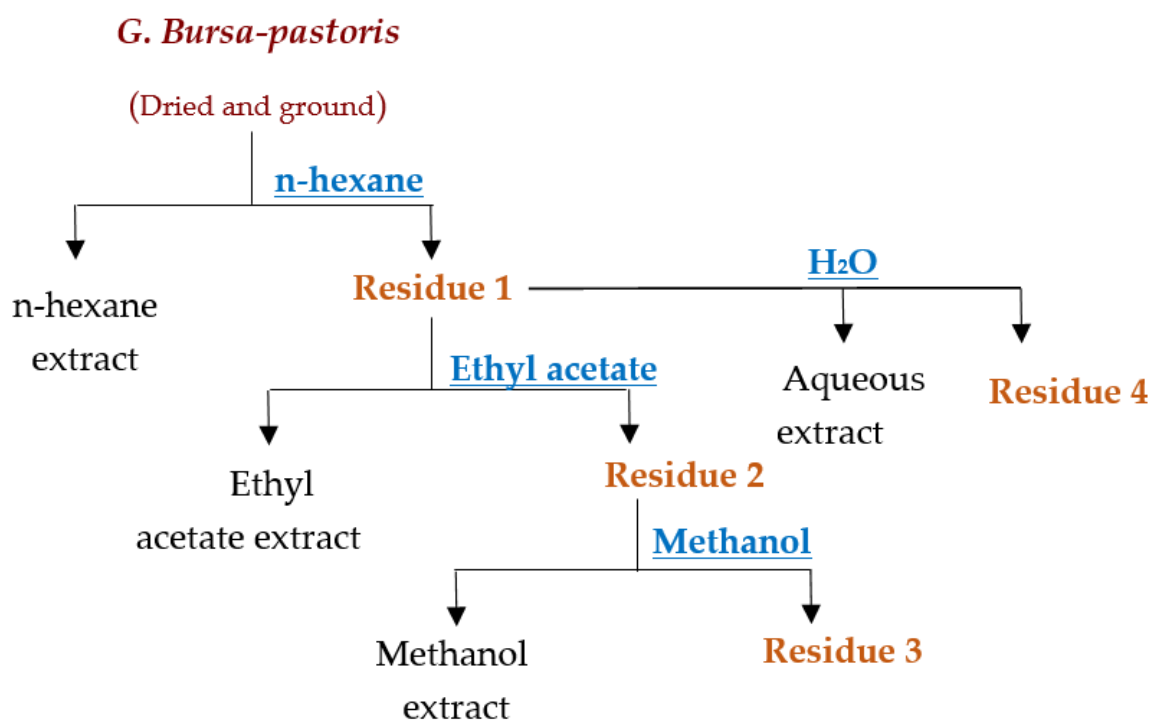 G. Bursa-pastoris
(Dried and ground)
n-hexane
n-hexane
extract
Residue 1
H₂O
Ethyl acetate
Aqueous
extract
Residue 4
Ethyl
acetate extract
Residue 2
Methanol
Methanol
extract
Residue 3